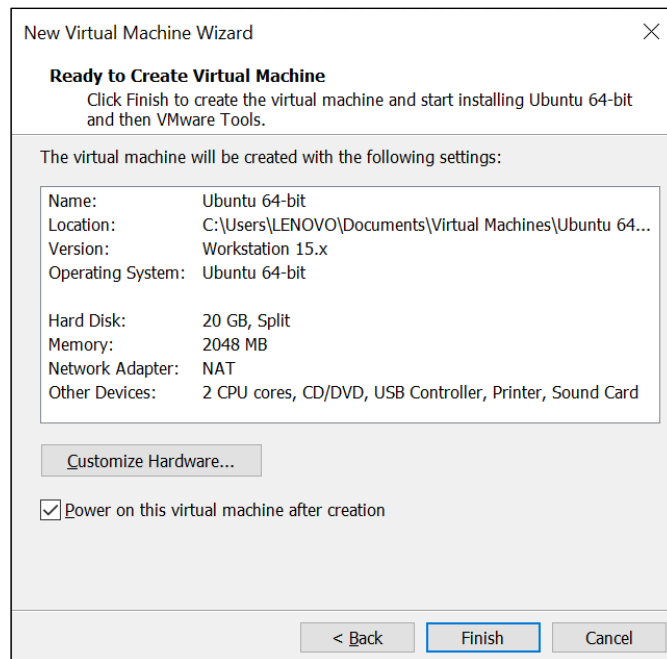 New Virtual Machine Wizard
Ready to Create Virtual Machine
Click Finish to create the virtual machine and start installing Ubuntu 64-bit
and then VMware Tools.
The virtual machine will be created with the following settings:
Name: Ubuntu 64-bit
Location: C:\Users\LENOVO\Documents\Virtual Machines\Ubuntu 64...
Version: Workstation 15.x
Operating System: Ubuntu 64-bit
Hard Disk: 20 GB, Split
Memory: 2048 MB
Network Adapter: NAT
Other Devices: 2 CPU cores, CD/DVD, USB Controller, Printer, Sound Card
Customize Hardware...
Power on this virtual machine after creation
< Back Finish Cancel